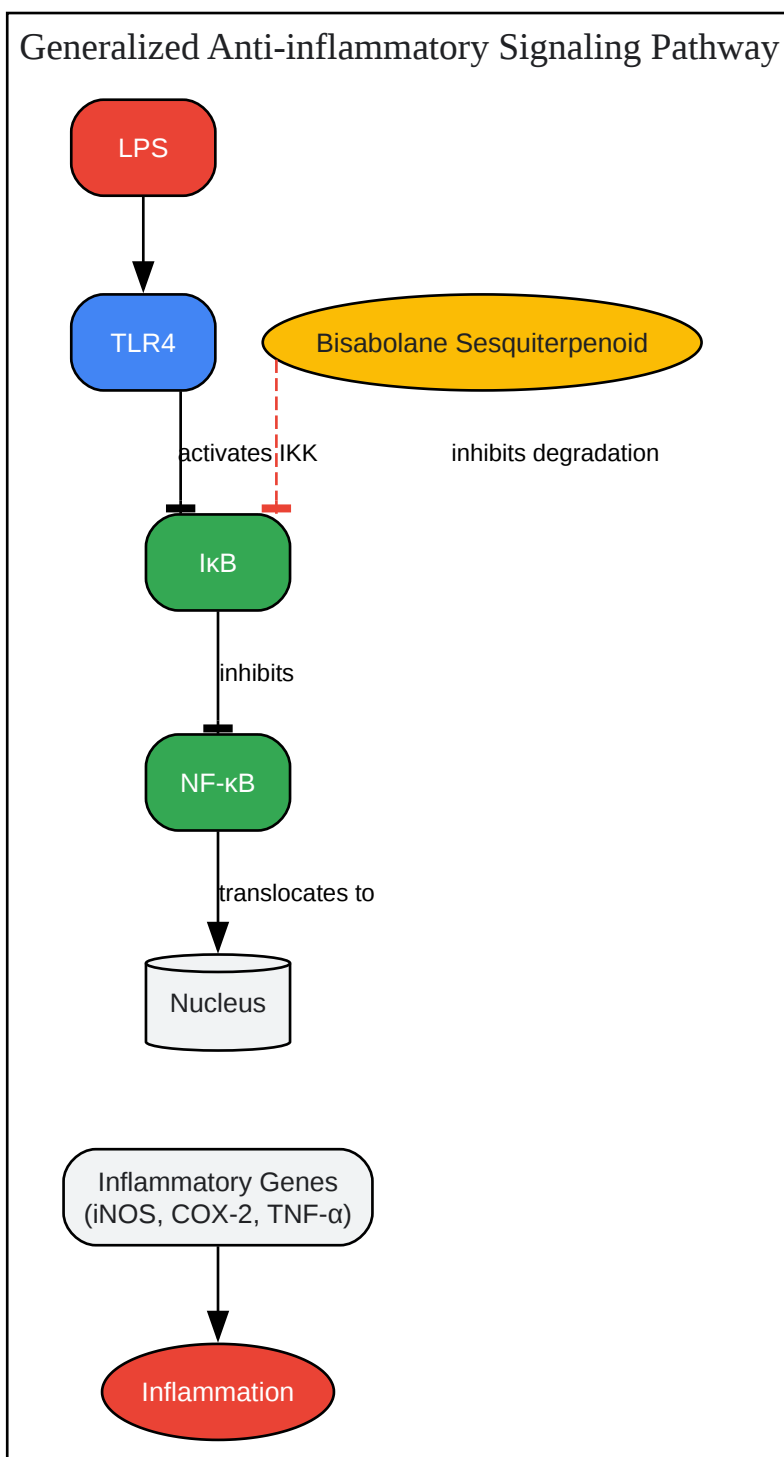 Generalized Anti-inflammatory Signaling Pathway
LPS
TLR4
Bisabolane Sesquiterpenoid
activates IKK
inhibits degradation
IκB
inhibits
NF-κB
translocates to
Nucleus
Inflammatory Genes
(iNOS, COX-2, TNF-α)
Inflammation